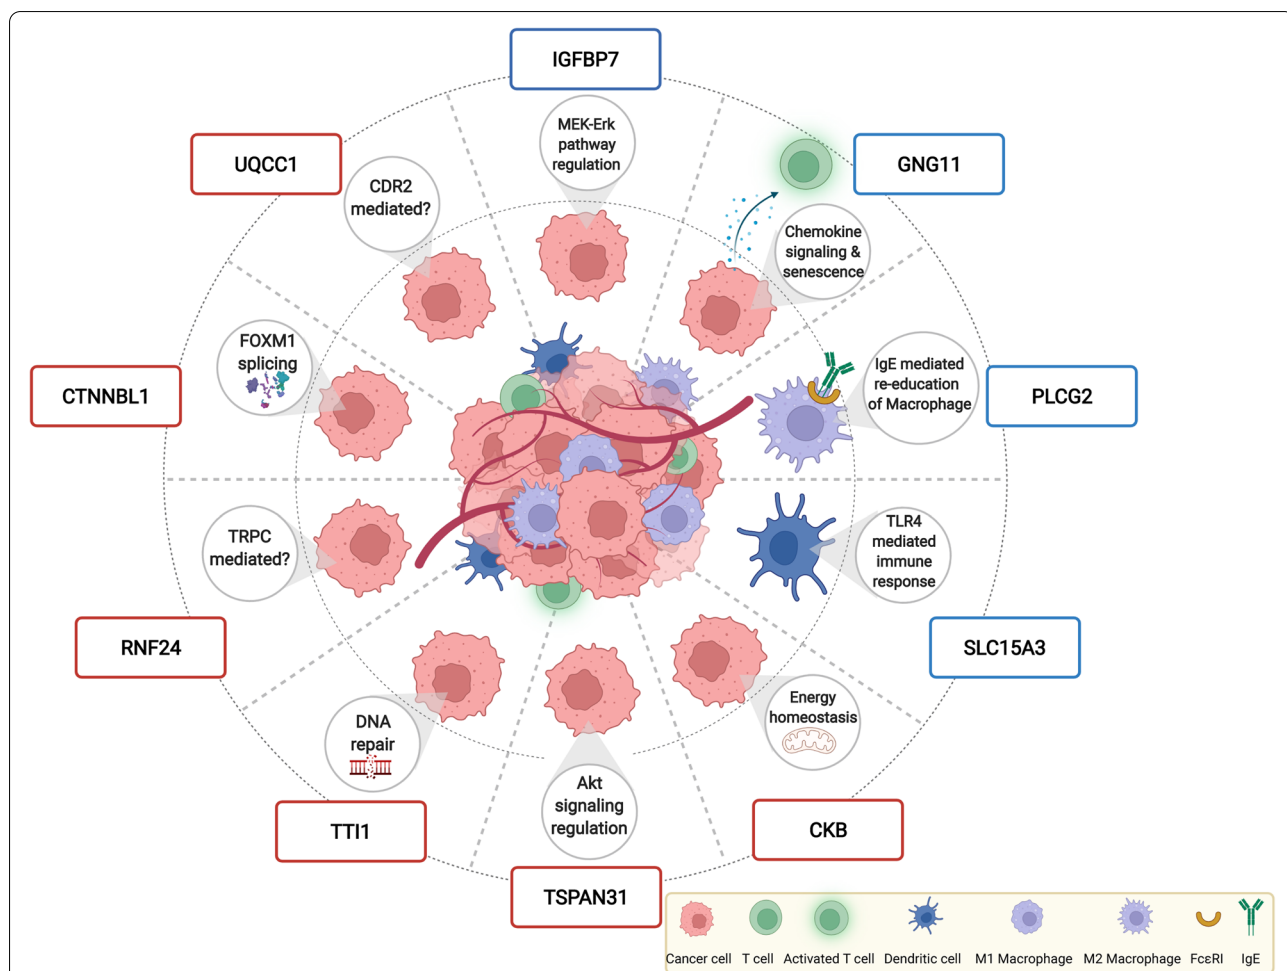 IGFBP7
MEK-Erk
pathway
regulation
UQCC1
CDR2
mediated?
GNG11
Chemokine
signaling &
senescence
FOXM1
splicing
CTNNBL1
IgE mediated
re-education
of Macrophage
PLCG2
TRPC
mediated?
RNF24
TLR4
mediated
immune
response
SLC15A3
DNA
repair
TTI1
Energy
homeostasis
CKB
Akt
signaling
regulation
TSPAN31
Cancer cell T cell Activated T cell Dendritic cell M1 Macrophage M2 Macrophage FcεRI IgE